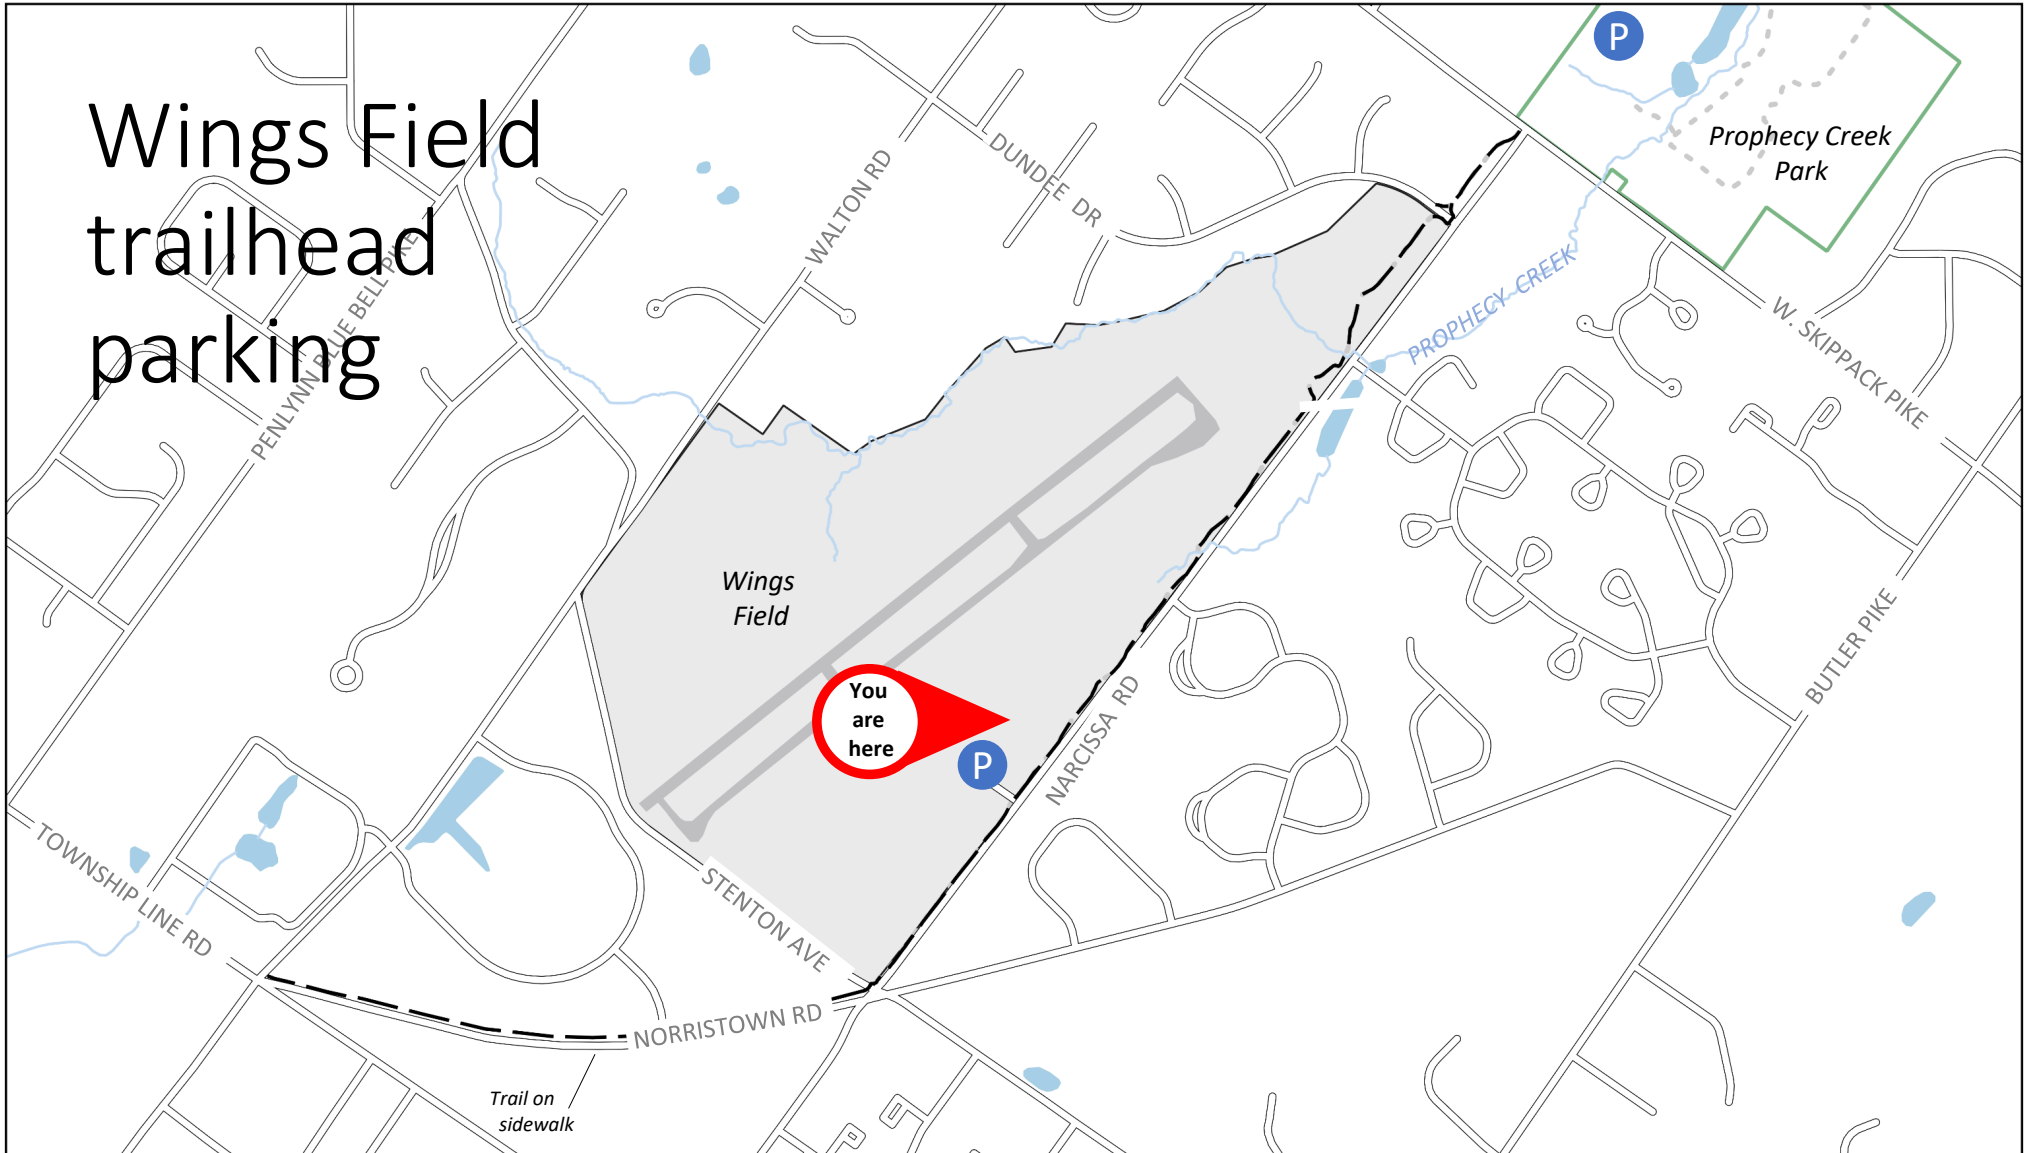 Wings Field
trailhead
parking
P
Prophecy Creek
Park
DUNDEE DR
WALTON RD
PENLYNN BLUE BELL PIKE
PROPHECY CREEK
W. SKIPPACK PIKE
Wings
Field
BUTLER PIKE
You
are
here
P
NARCISSA RD
TOWNSHIP LINE RD
STENTON AVE
NORRISTOWN RD
Trail on
sidewalk